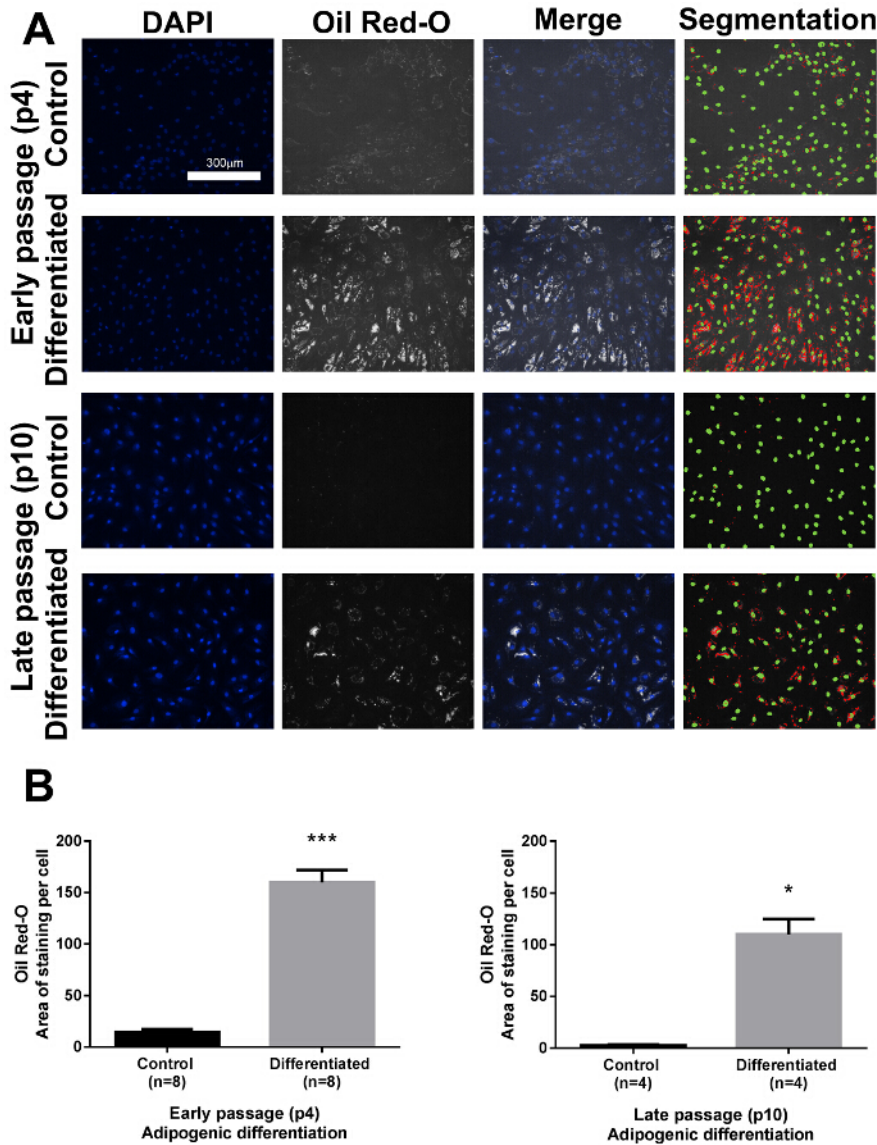 A
DAPI
Oil Red-O
Merge
Segmentation
Early passage (p4)
Control
Differentiated
300µm
Late passage (p10)
Control
Differentiated
B
Oil Red-O
Area of staining per cell
200
150
100
50
0
***
Control
(n=8)
Differentiated
(n=8)
Early passage (p4)
Adipogenic differentiation
Oil Red-O
Area of staining per cell
200
150
100
50
0
*
Control
(n=4)
Differentiated
(n=4)
Late passage (p10)
Adipogenic differentiation